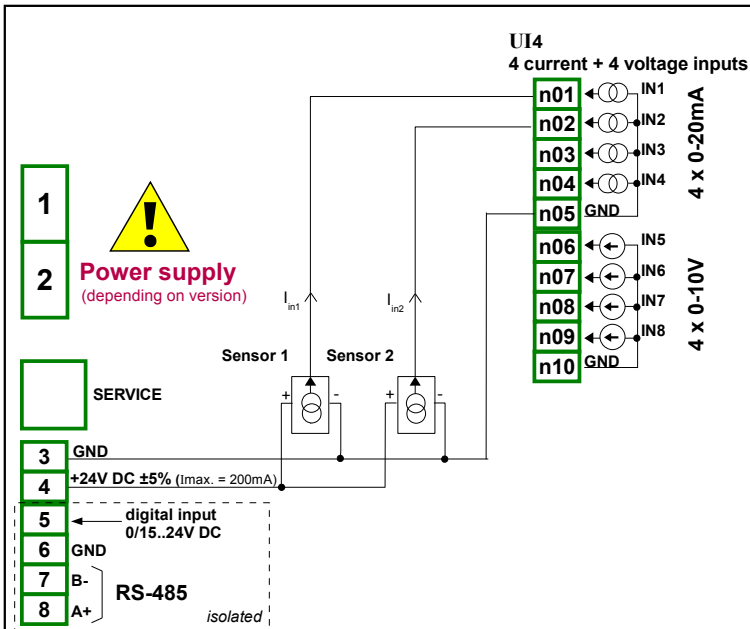 UI4
4 current + 4 voltage inputs
n01
IN1
n02
IN2
n03
IN3
n04
IN4
n05
GND
4 x 0-20mA
n06
IN5
n07
IN6
n08
IN7
n09
IN8
n10
GND
4 x 0-10V
1
2
!
Power supply
(depending on version)
I in1
I in2
Sensor 1
Sensor 2
+ -
+ -
SERVICE
3
GND
4
+24V DC ±5% (Imax. = 200mA)
5
digital input
0/15..24V DC
6
GND
7
B-
8
A+
RS-485
isolated